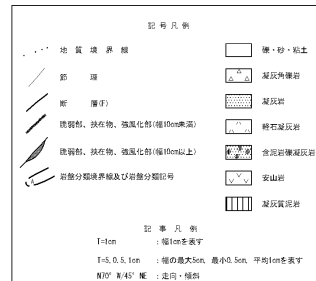 記号凡例
地質境界線
節理
断層(F)
脆弱部、挟在物、強風化部(幅10cm未満)
脆弱部、挟在物、強風化部(幅10cm以上)
A
岩盤分類境界線及び岩盤分類記号
礫・砂・粘土
凝灰角礫岩
凝灰岩
軽石凝灰岩
含泥岩礫凝灰岩
安山岩
凝灰質泥岩
記事凡例
T=1cm :幅1cmを表す
T=5,0.5,1cm :幅の最大5cm, 最小0.5cm, 平均1cmを表す
N70° W/45° NE :走向・傾斜